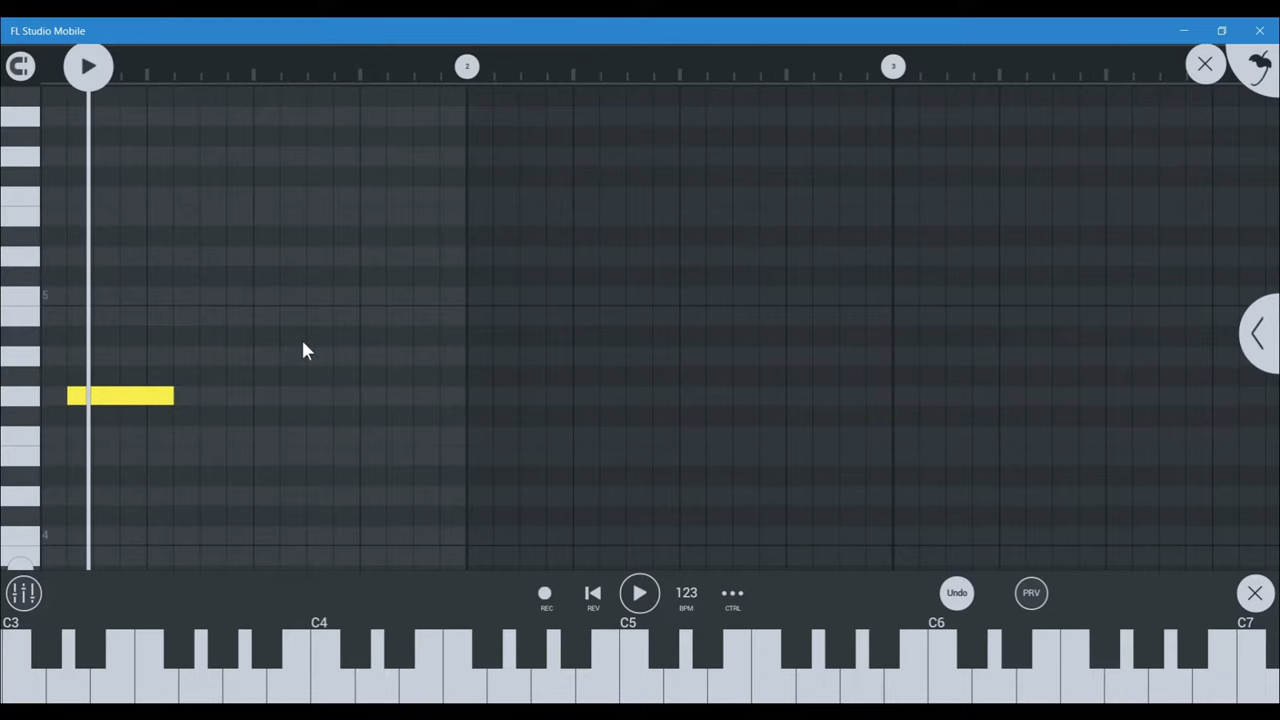 FL Studio Mobile
2
3
5
4
123
Undo
PRV
REC
REV
BPM
CTRL
C3
C4
C5
C6
C7